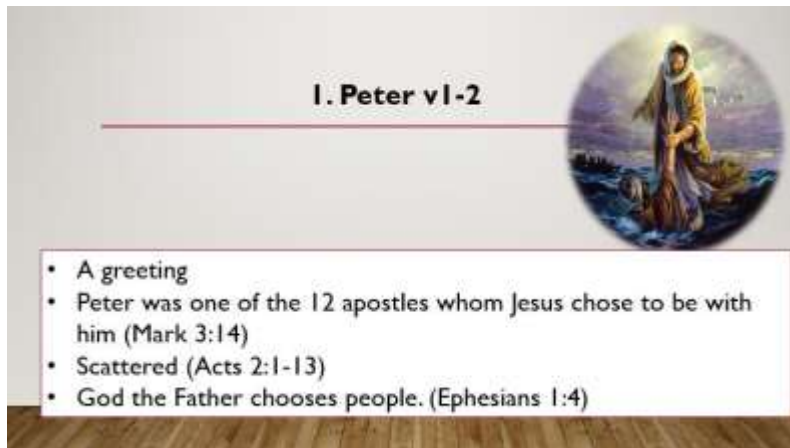 1. Peter v1-2
• A greeting
• Peter was one of the 12 apostles whom Jesus chose to be with
him (Mark 3:14)
• Scattered (Acts 2:1-13)
• God the Father chooses people. (Ephesians 1:4)